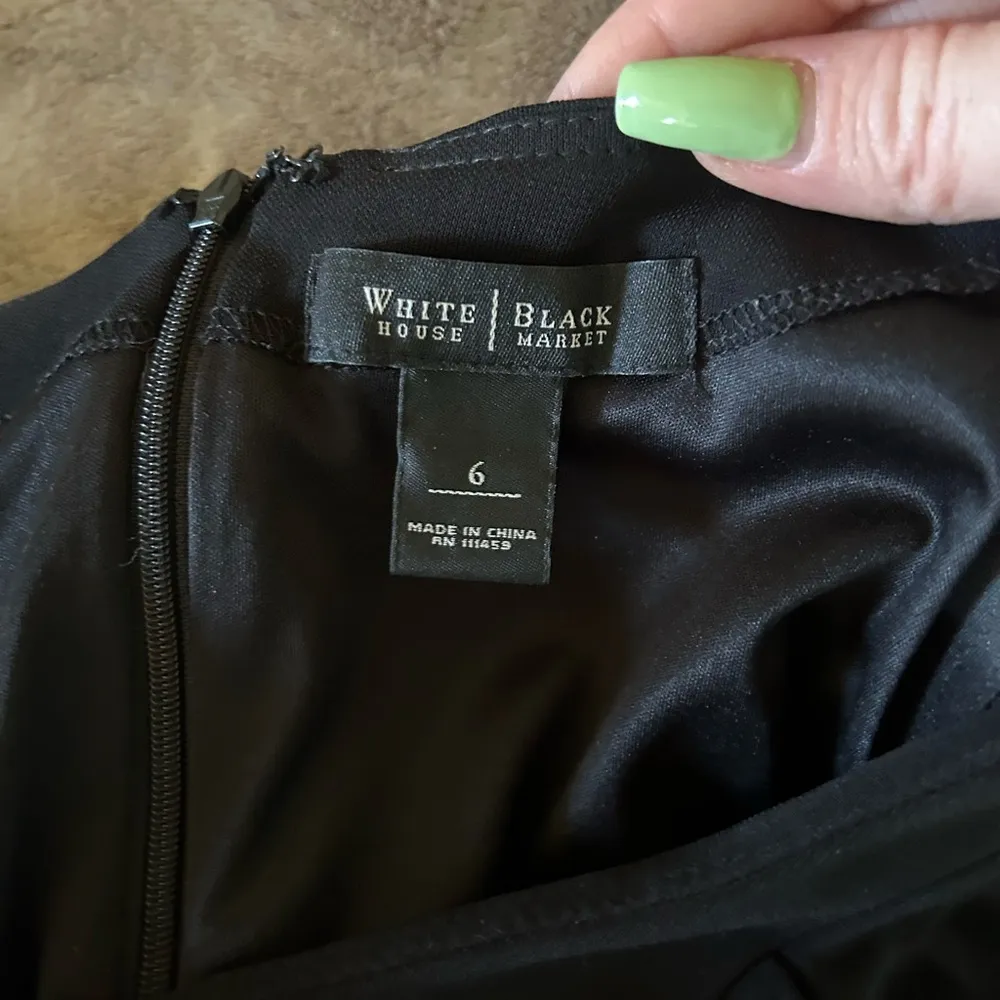 WHITE | BLACK
HOUSE | MARKET
6
MADE IN CHINA
RN 111459